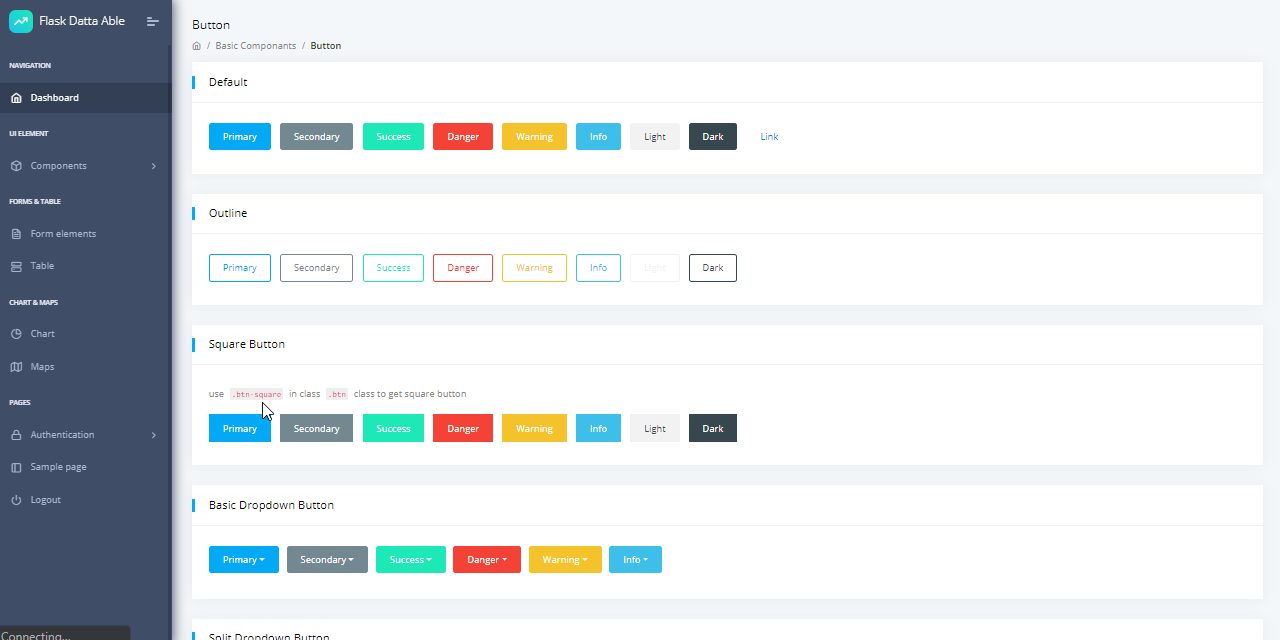 Flask Datta Able
NAVIGATION
Dashboard
UI ELEMENT
Components
FORMS & TABLE
Form elements
Table
CHART & MAPS
Chart
Maps
PAGES
Authentication
Sample page
Logout
Connecting...
Button
/ Basic Componants / Button
Default
Primary Secondary Success Danger Warning Info Light Dark Link
Outline
Primary Secondary Success Danger Warning Info Light Dark
Square Button
use .btn-square in class .btn class to get square button
Primary Secondary Success Danger Warning Info Light Dark
Basic Dropdown Button
Primary Secondary Success Danger Warning Info
Split Dropdown Button